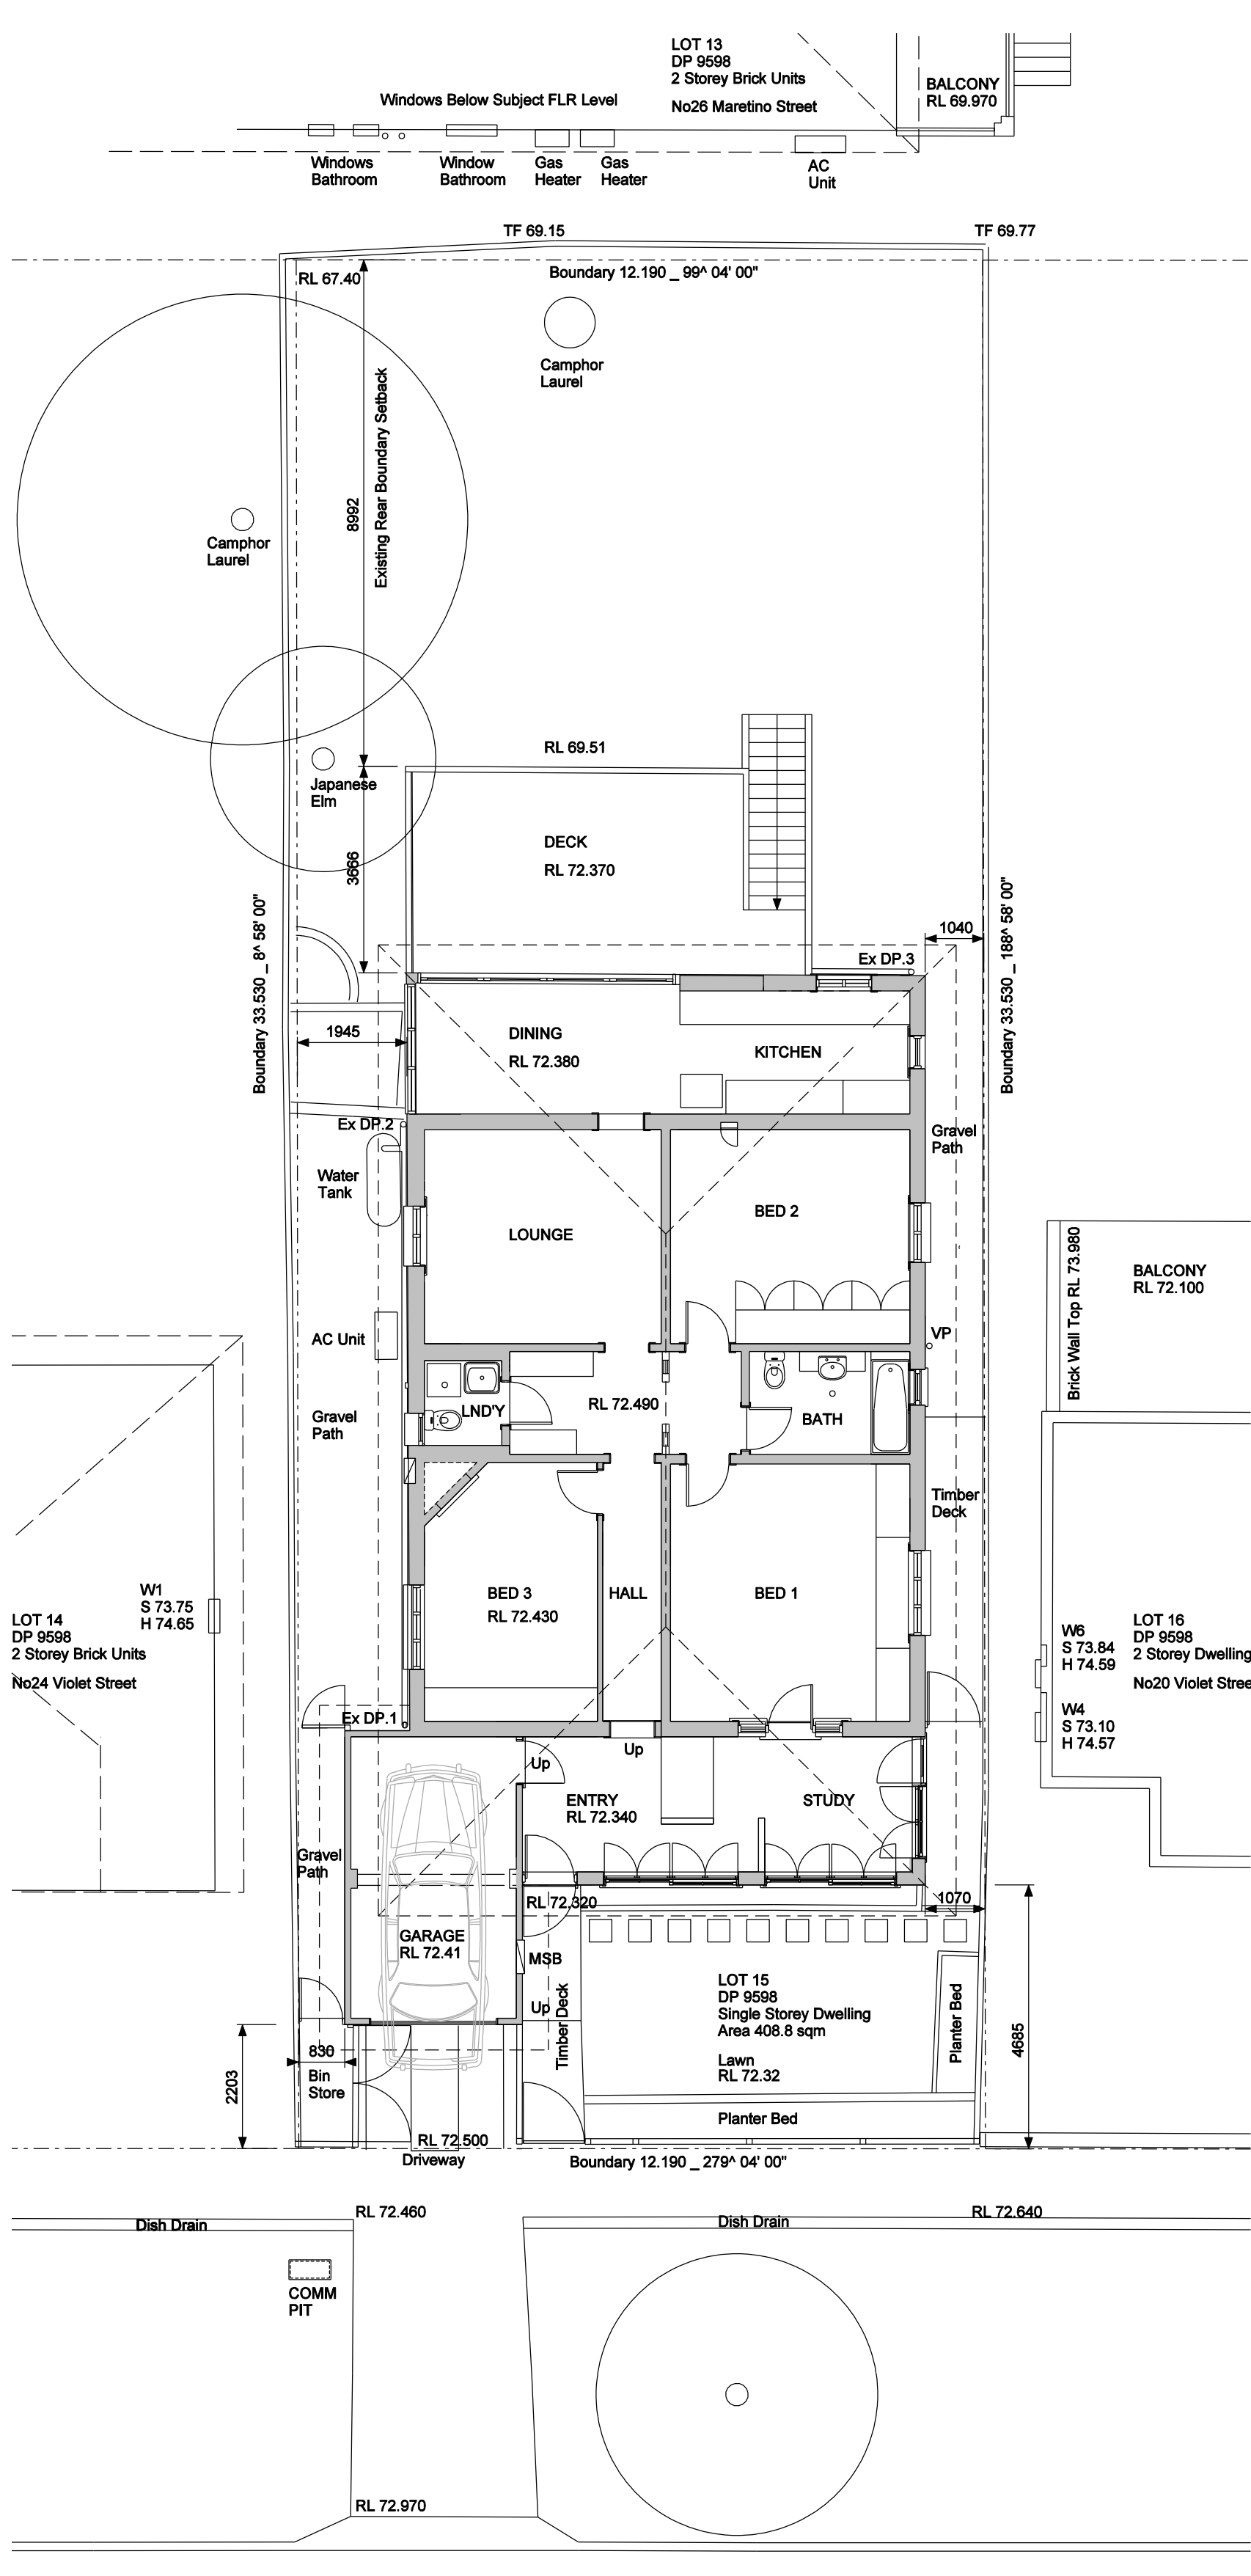 LOT 13
DP 9598
2 Storey Brick Units
No26 Maretino Street
BALCONY
RL 69.970
Windows Below Subject FLR Level
Windows
Bathroom
Window
Bathroom
Gas
Heater
Gas
Heater
AC
Unit
TF 69.15
TF 69.77
RL 67.40
Boundary 12.190 _ 99^ 04' 00"
Camphor
Laurel
Existing Rear Boundary Setback
8992
Camphor
Laurel
RL 69.51
Japanese
Elm
3666
DECK
RL 72.370
Boundary 33.530 _ 8^ 58' 00"
Boundary 33.530 _ 188^ 58' 00"
1040
Ex DP.3
1945
DINING
RL 72.380
KITCHEN
Ex DP.2
Gravel
Path
Water
Tank
LOUNGE
BED 2
Brick Wall Top RL 73.980
BALCONY
RL 72.100
AC Unit
VP
RL 72.490
LND'Y
BATH
Gravel
Path
Timber
Deck
W1
S 73.75
H 74.65
LOT 14
DP 9598
2 Storey Brick Units
No24 Violet Street
BED 3
RL 72.430
HALL
BED 1
W6
S 73.84
H 74.59
LOT 16
DP 9598
2 Storey Dwelling
No20 Violet Stree
W4
S 73.10
H 74.57
Ex DP.1
Up
Up
ENTRY
RL 72.340
STUDY
Gravel
Path
RL 72.320
1070
GARAGE
RL 72.41
MSB
Up
Timber Deck
LOT 15
DP 9598
Single Storey Dwelling
Area 408.8 sqm
Lawn
RL 72.32
Planter Bed
4685
830
Bin
Store
2203
Planter Bed
RL 72.500
Driveway
Boundary 12.190 _ 279^ 04' 00"
RL 72.460
RL 72.640
Dish Drain
Dish Drain
COMM
PIT
RL 72.970